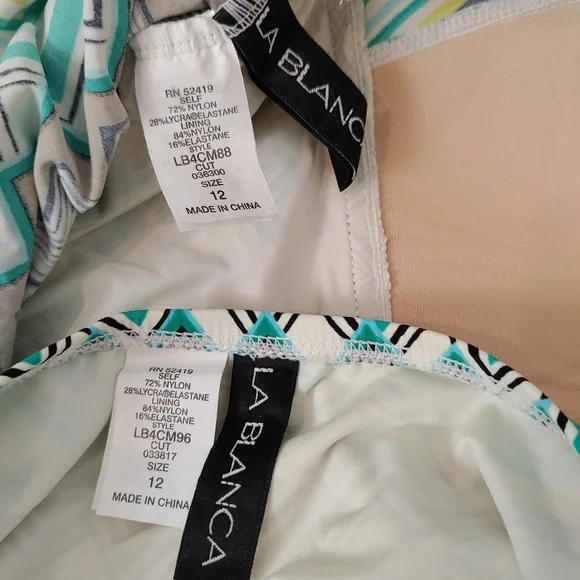 LA BLANCA
RN 52419
SELF
72% NYLON
28%LYCRA®ELASTANE
LINING
84%NYLON
16%ELASTANE
STYLE
LB4CM88
CUT
036300
SIZE
12
MADE IN CHINA
RN 52419
SELF
72% NYLON
28%LYCRA®ELASTANE
LINING
84%NYLON
16%ELASTANE
STYLE
LB4CM96
CUT
033817
SIZE
12
MADE IN CHINA
LA BLANCA